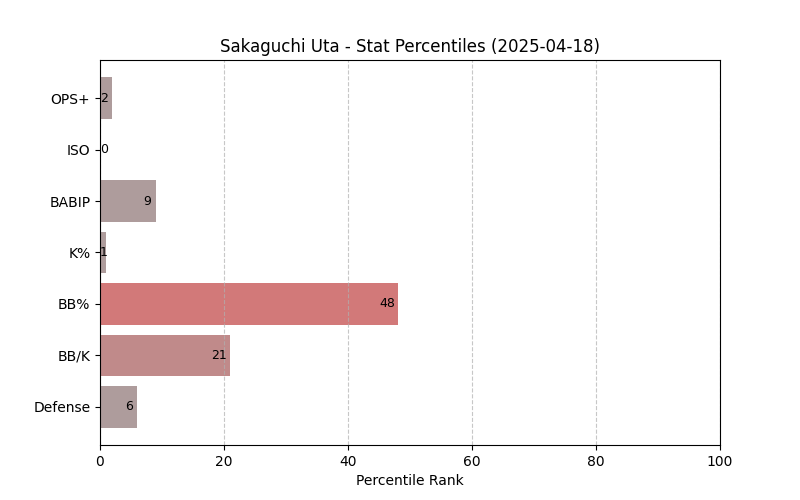 Sakaguchi Uta - Stat Percentiles (2025-04-18)
OPS+ 2
ISO 0
BABIP 9
K% 1
BB% 48
BB/K 21
Defense 6
0 20 40 60 80 100
Percentile Rank